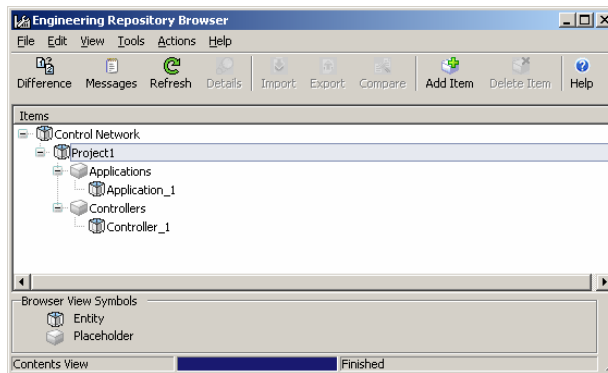 Engineering Repository Browser
File Edit View Tools Actions Help
Difference Messages Refresh Details Import Export Compare Add Item Delete Item Help
Items
Control Network
Project1
Applications
Application_1
Controllers
Controller_1
Browser View Symbols
Entity
Placeholder
Contents View Finished